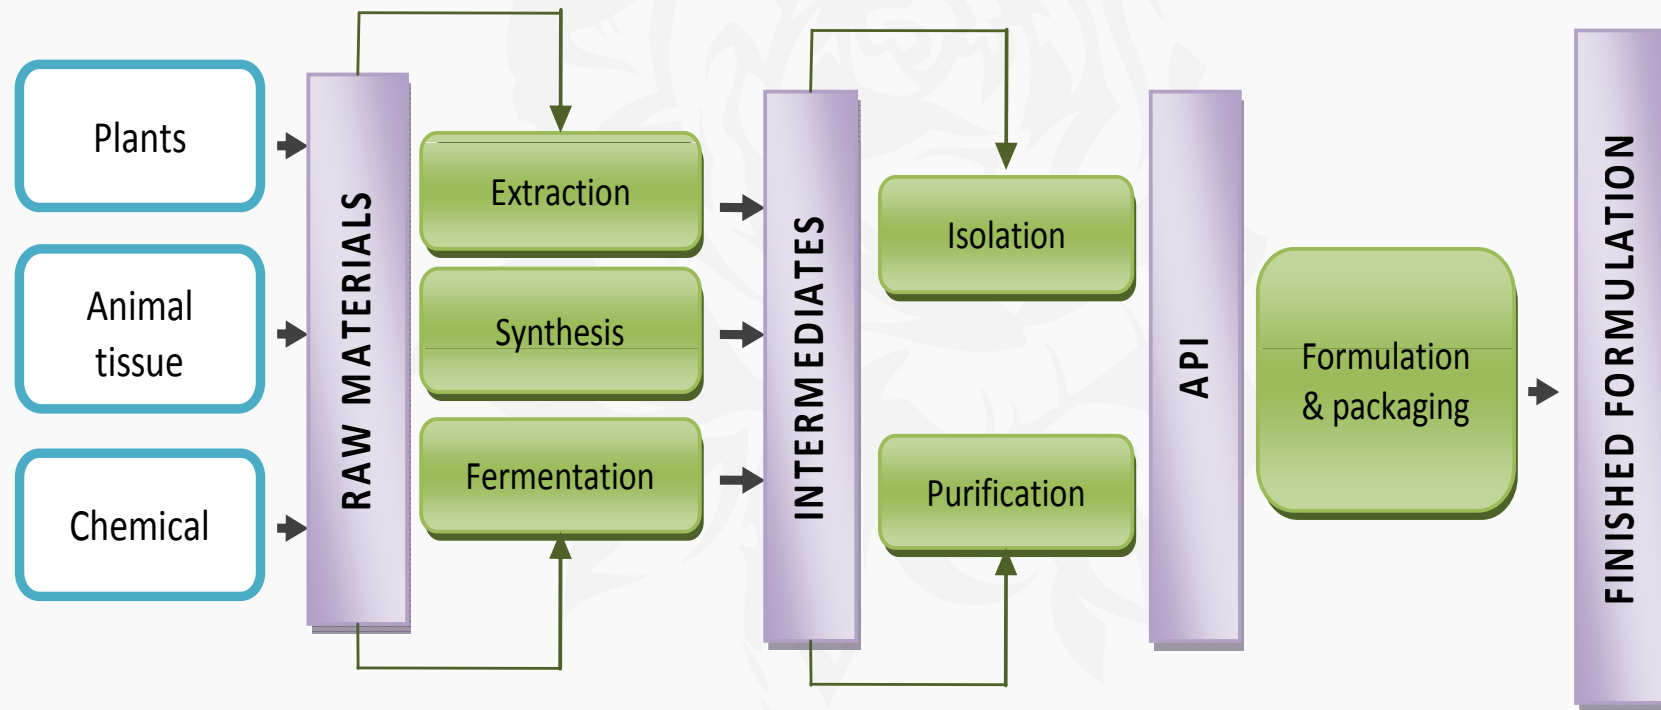 Plants
Animal
tissue
Chemical
RAW MATERIALS
Extraction
Synthesis
Fermentation
INTERMEDIATES
Isolation
Purification
API
Formulation
& packaging
FINISHED FORMULATION